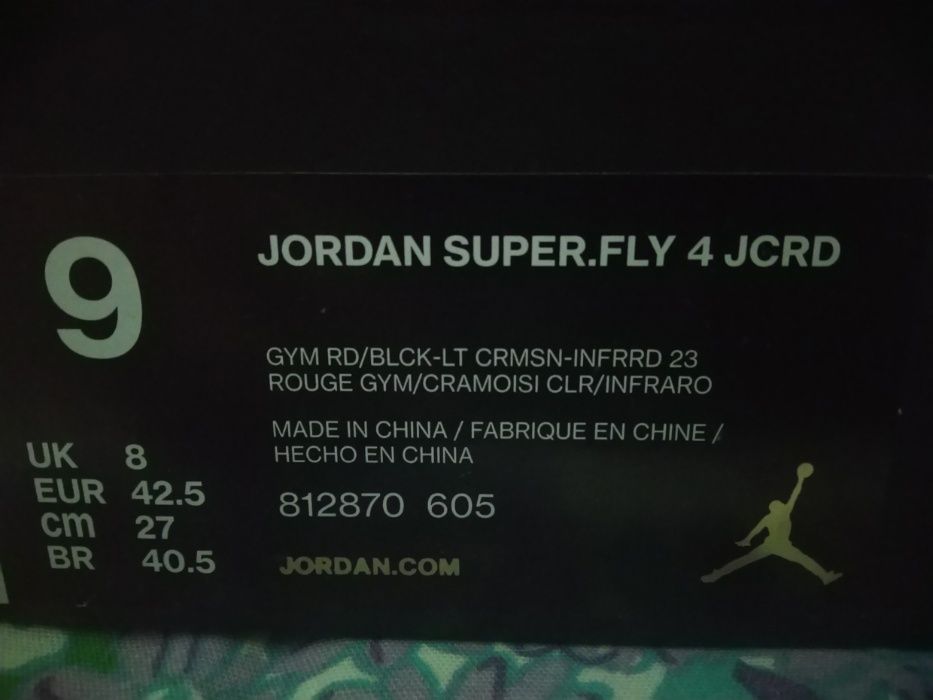 9
JORDAN SUPER.FLY 4 JCRD
GYM RD/BLCK-LT CRMSN-INFRRD 23
ROUGE GYM/CRAMOISI CLR/INFRARO
MADE IN CHINA / FABRIQUE EN CHINE /
HECHO EN CHINA
UK 8
EUR 42.5
cm 27
BR 40.5
812870 605
JORDAN.COM